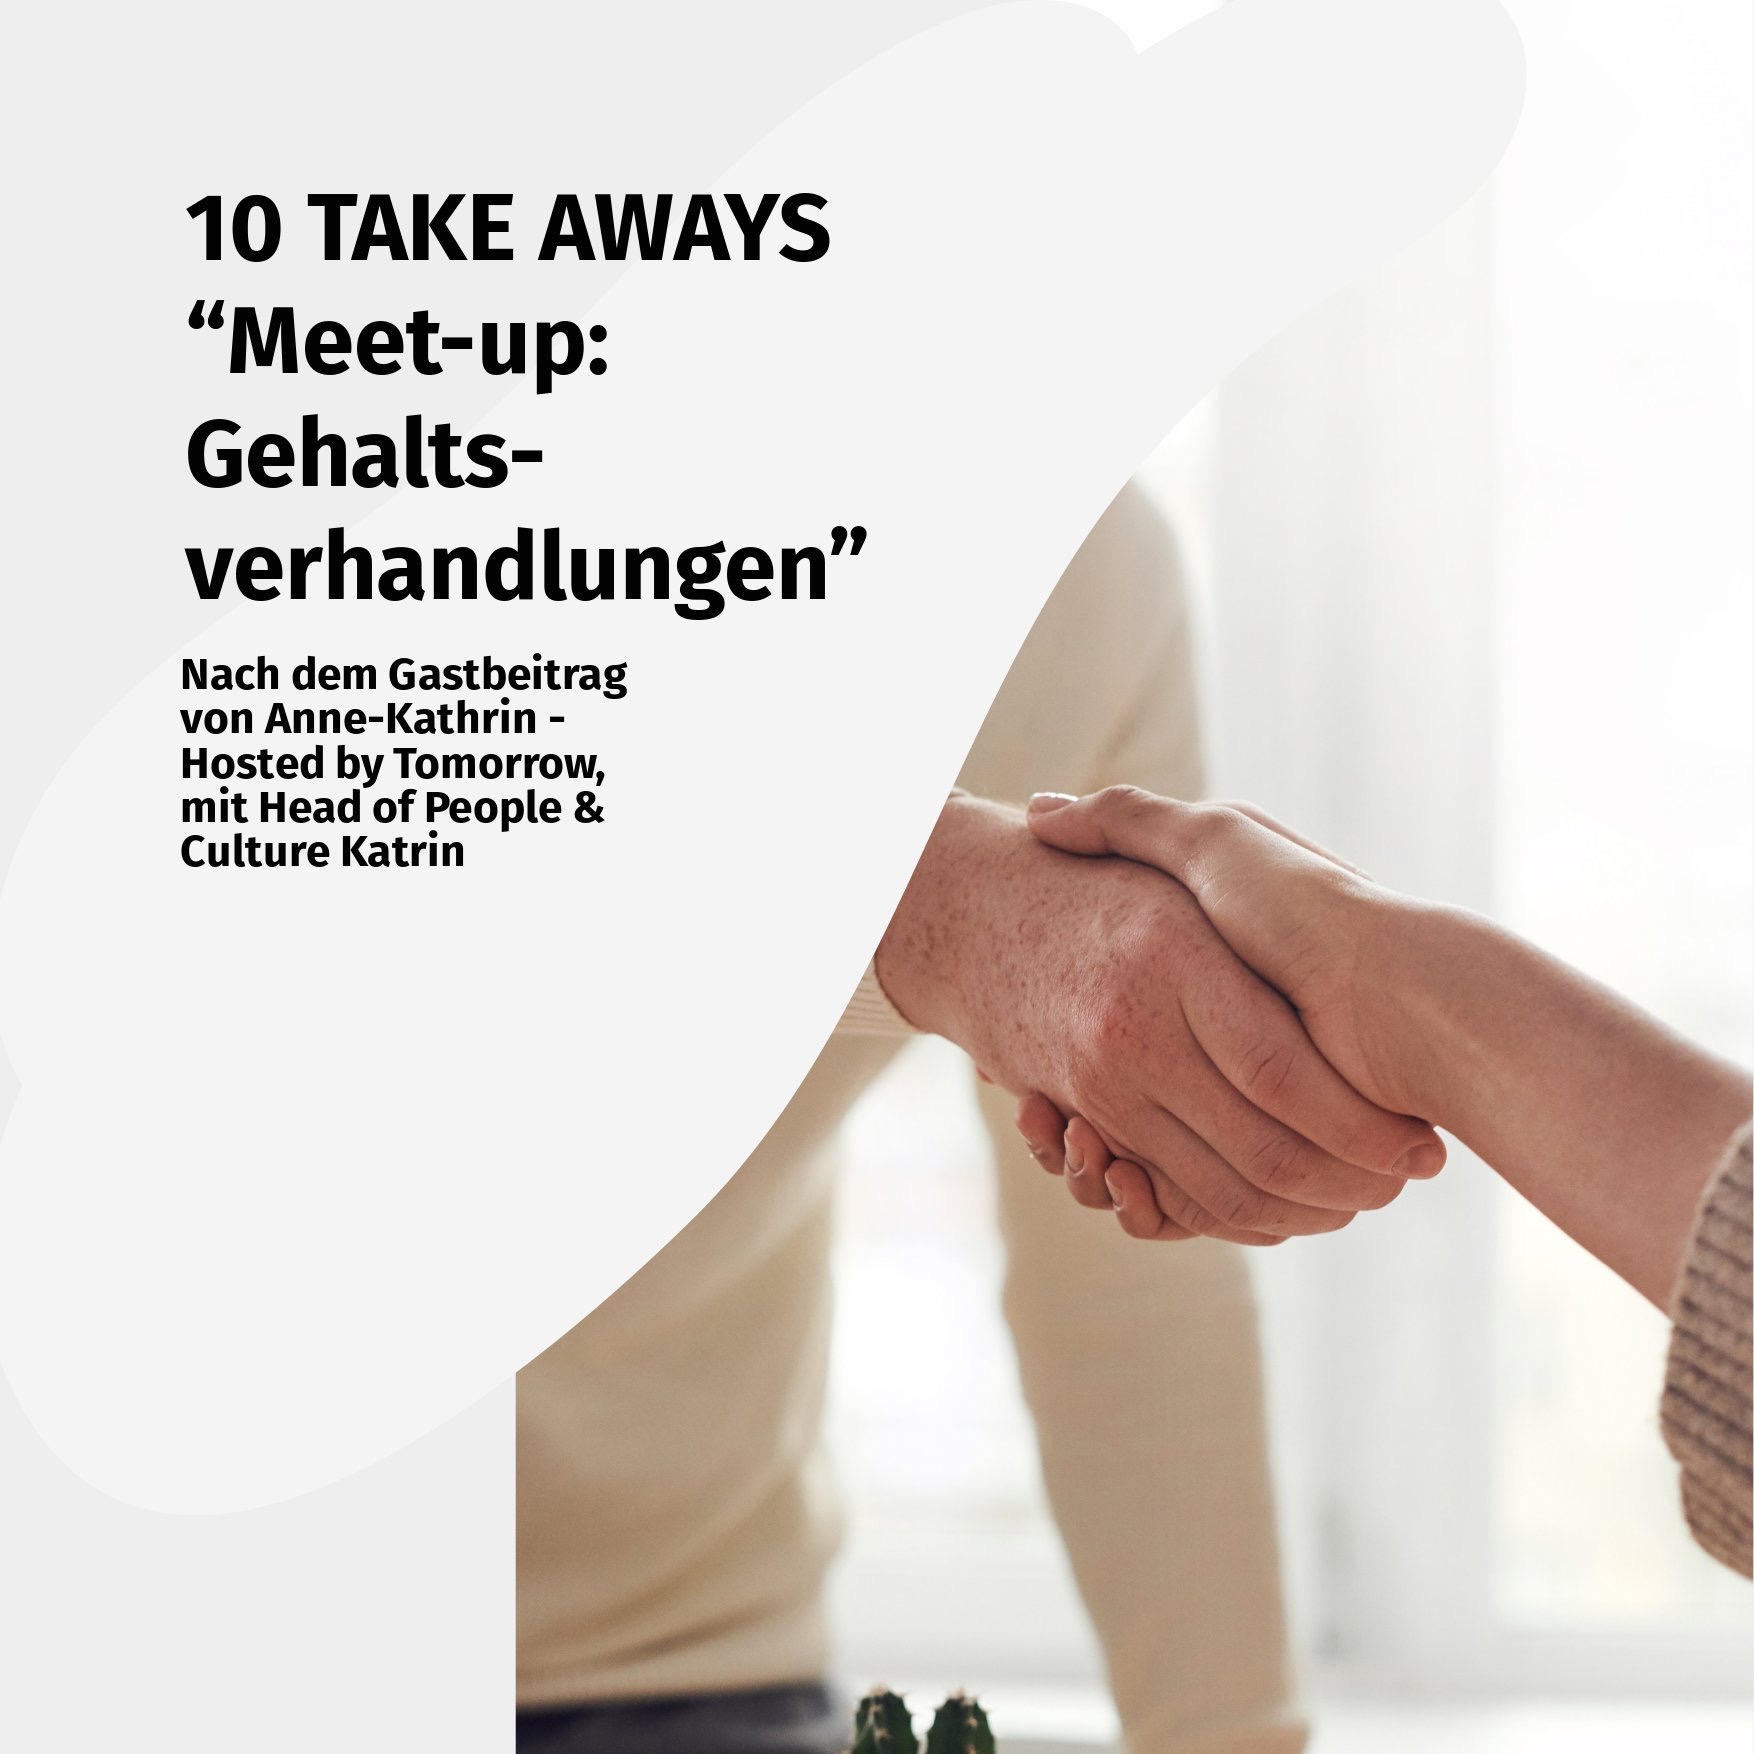 10 TAKE AWAYS
“Meet-up:
Gehalts-
verhandlungen”
Nach dem Gastbeitrag
von Anne-Kathrin -
Hosted by Tomorrow,
mit Head of People &
Culture Katrin